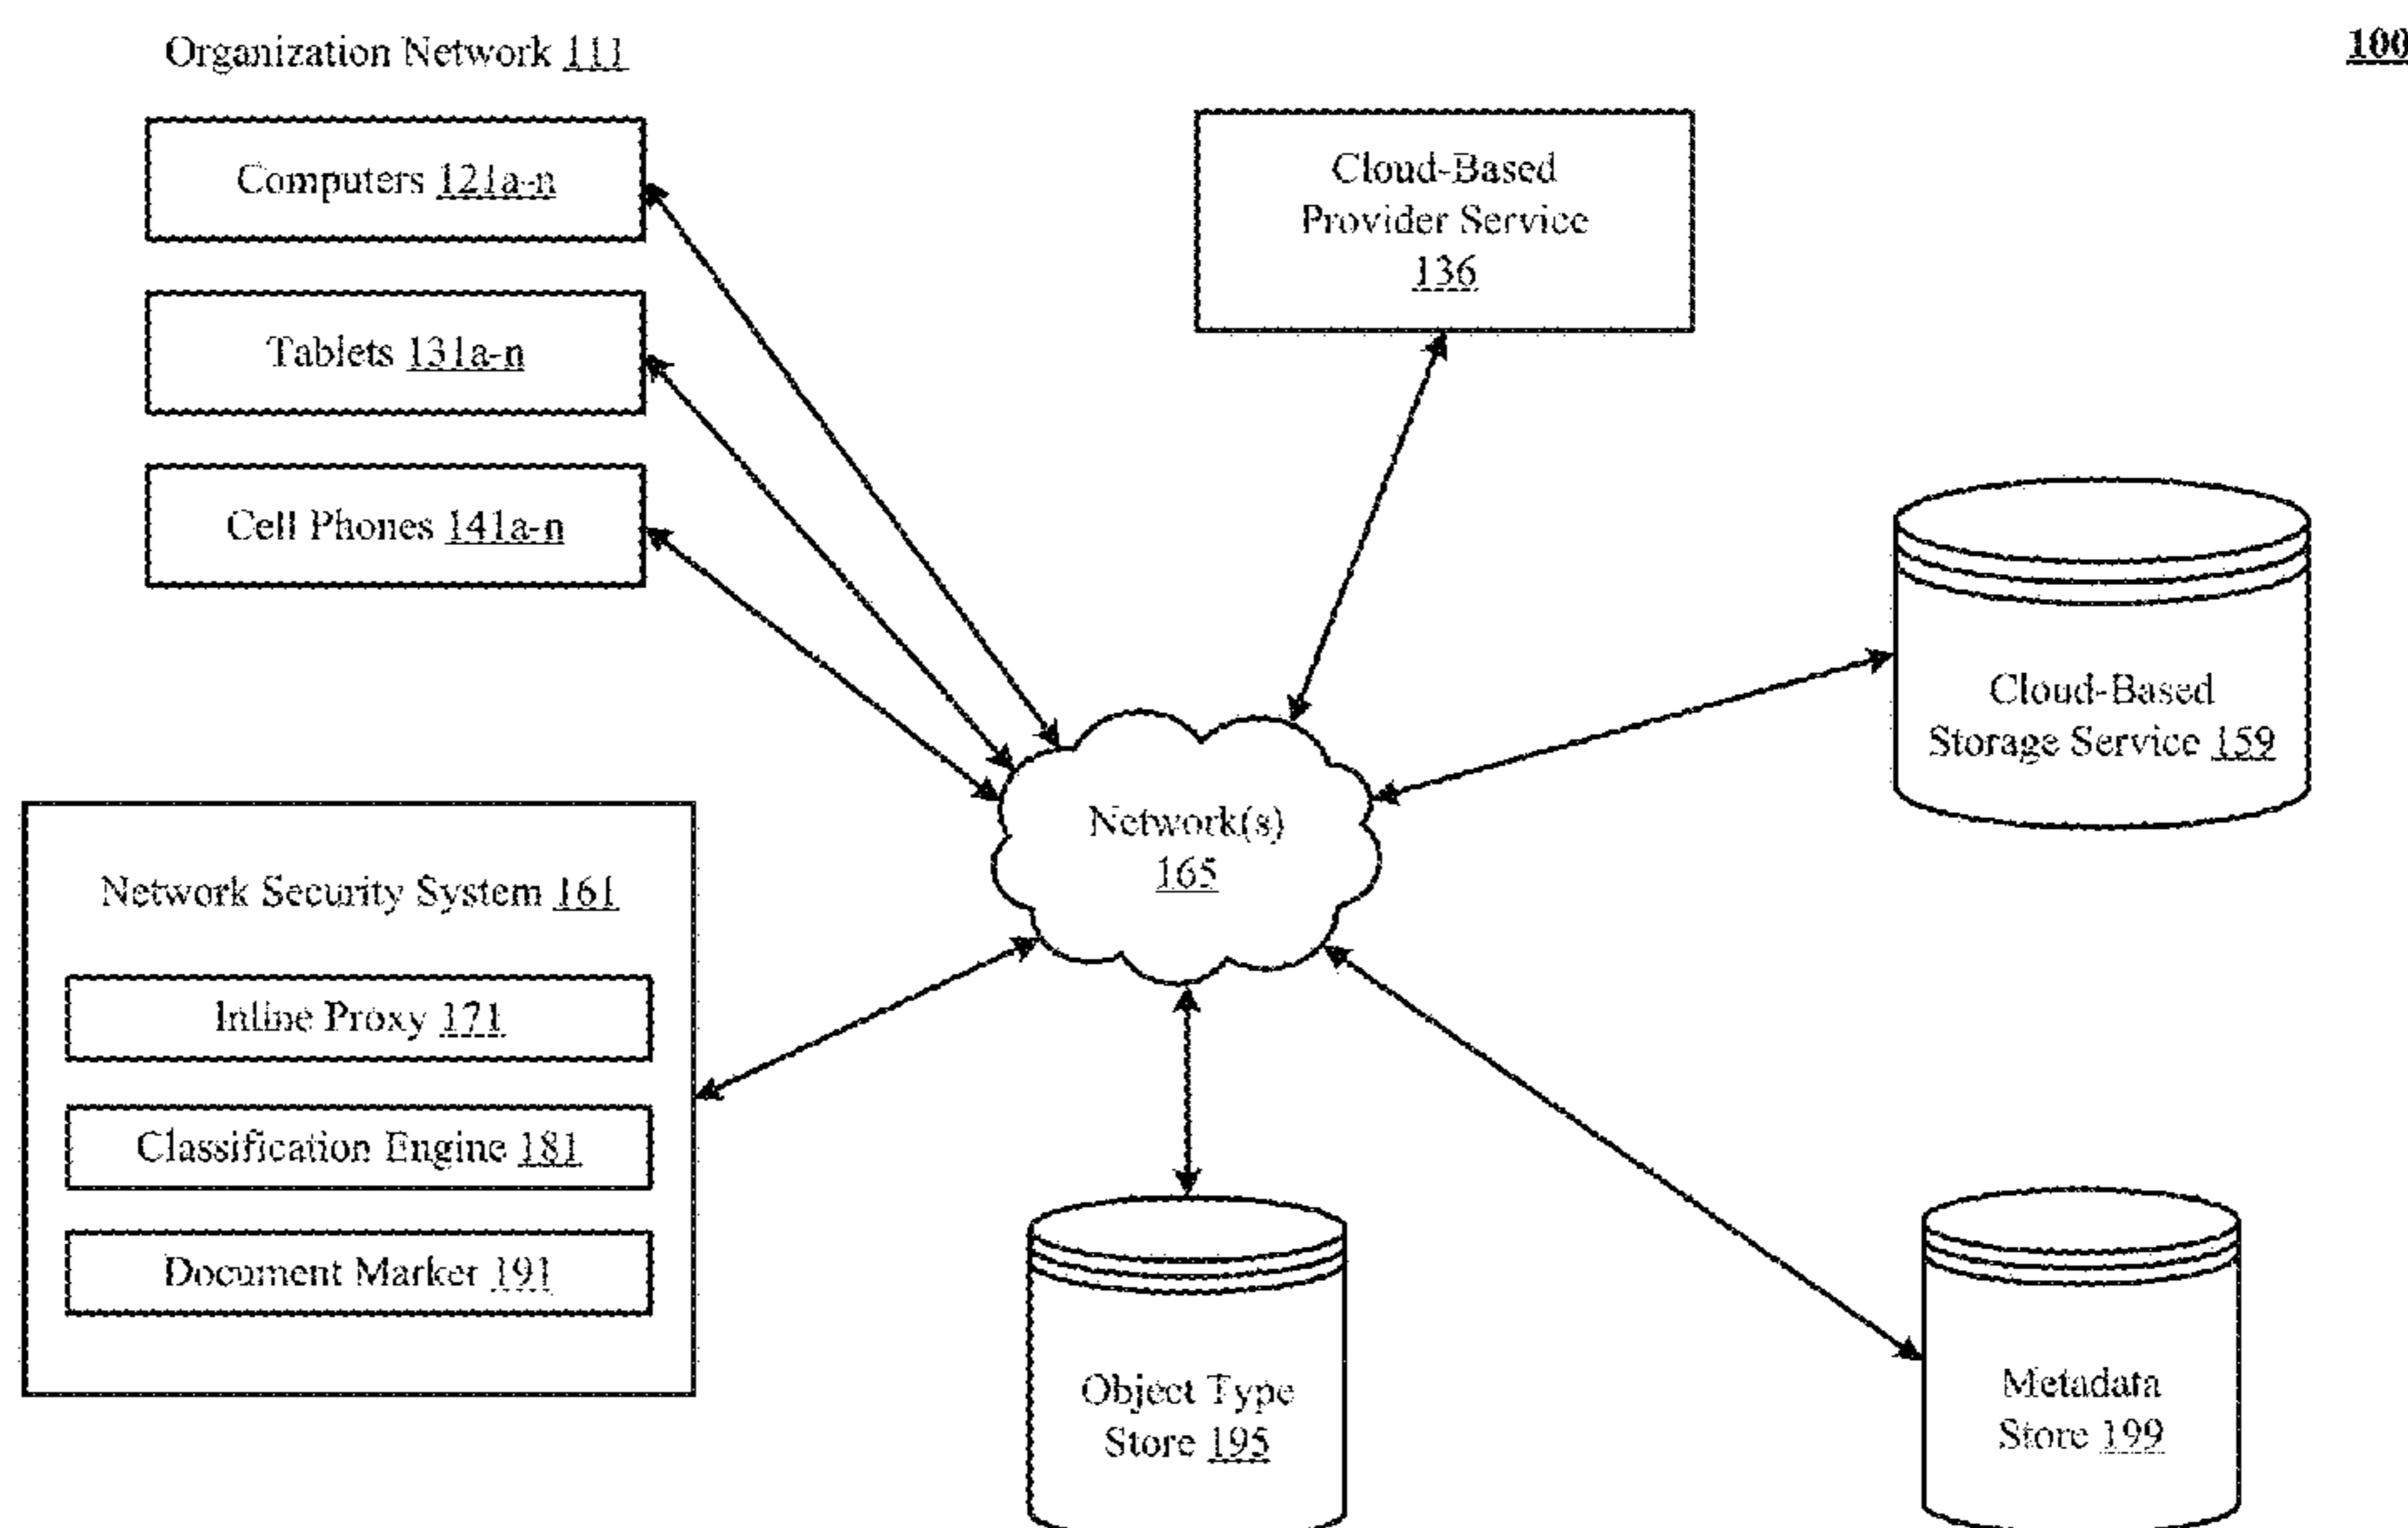 Organization Network 111
100
Computers 121a-n
Tablets 131a-n
Cell Phones 141a-n
Cloud-Based
Provider Service
136
Cloud-Based
Storage Service 159
Network(s)
165
Network Security System 161
Inline Proxy 171
Classification Engine 181
Document Marker 191
Object Type
Store 195
Metadata
Store 199